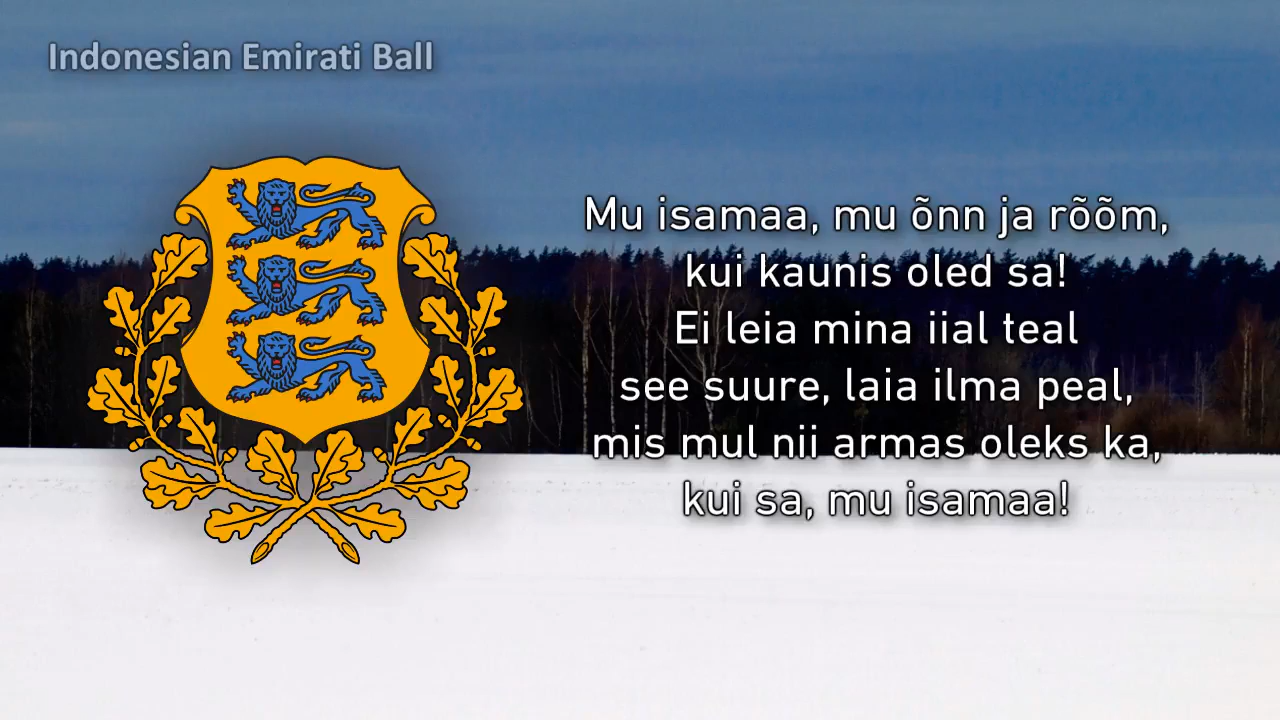 Indonesian Emirati Ball
Mu isamaa, mu õnn ja rõõm,
kui kaunis oled sa!
Ei leia mina iial teal
see suure, laia ilma peal,
mis mul nii armas oleks ka,
kui sa, mu isamaa!